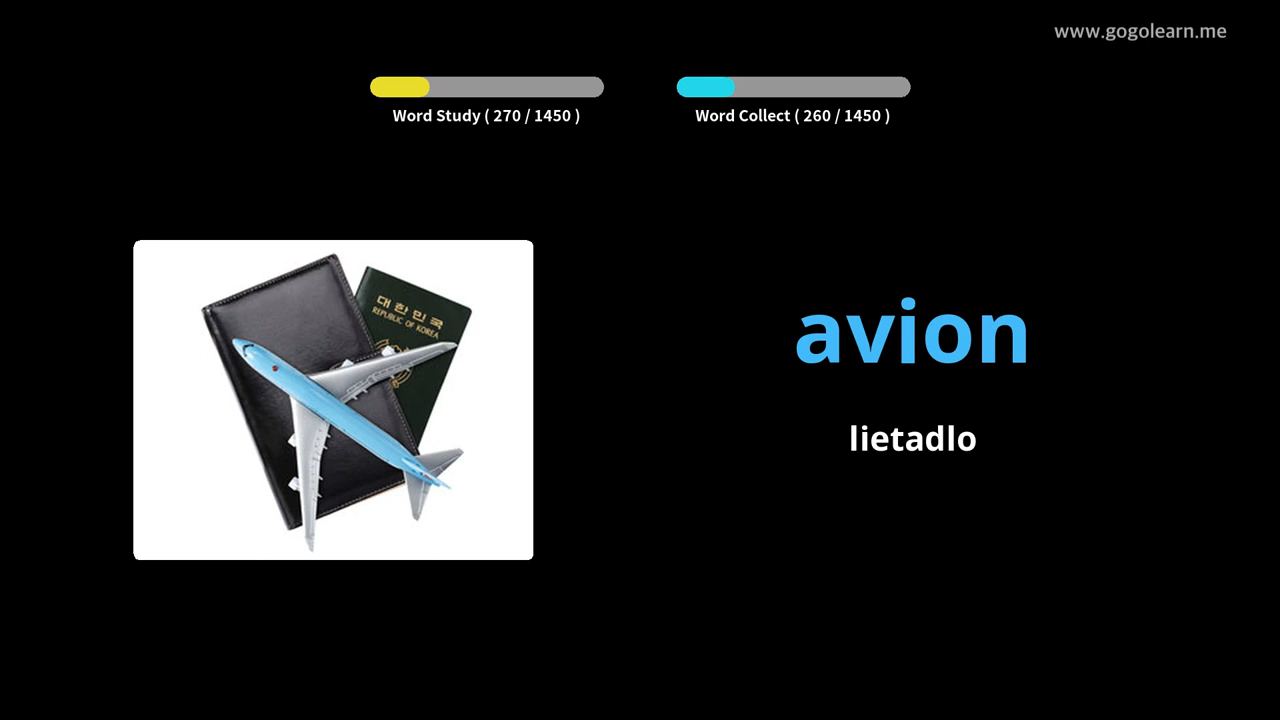 www.gogolearn.me
Word Study ( 270 / 1450 )
Word Collect ( 260 / 1450 )
대한민국
REPUBLIC OF KOREA
avion
lietadlo